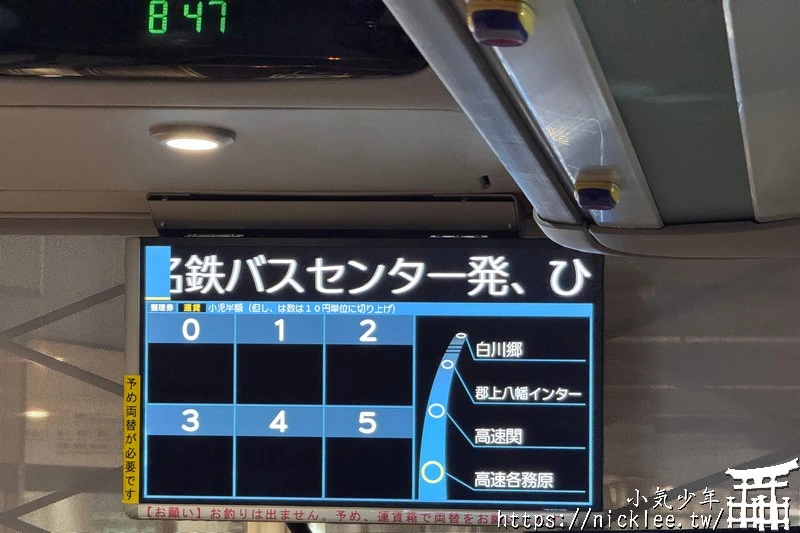 8:47
名鉄バスセンター発、ひ
整理券 運賃 小児半額(但し、は数は10円単位に切り上げ)
0 1 2
3 4 5
白川郷
郡上八幡インター
高速関
高速各務原
予め両替が必要です
【お願い】お釣りは出ません。予め、運賃箱で両替をお願
小氣少年
https://nicklee.tw/